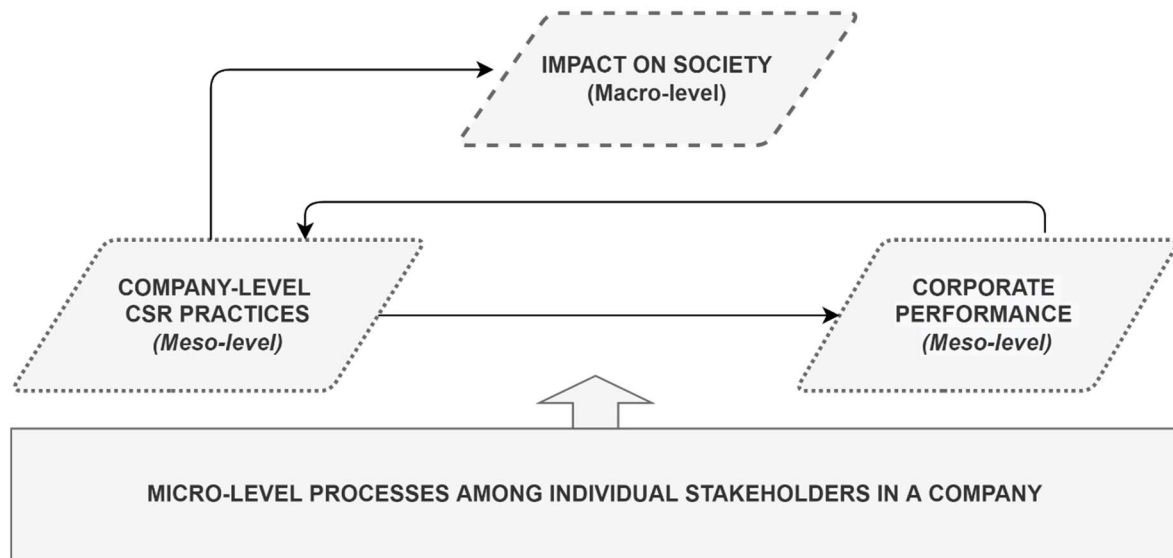 IMPACT ON SOCIETY
(Macro-level)
COMPANY-LEVEL
CSR PRACTICES
(Meso-level)
CORPORATE
PERFORMANCE
(Meso-level)
MICRO-LEVEL PROCESSES AMONG INDIVIDUAL STAKEHOLDERS IN A COMPANY